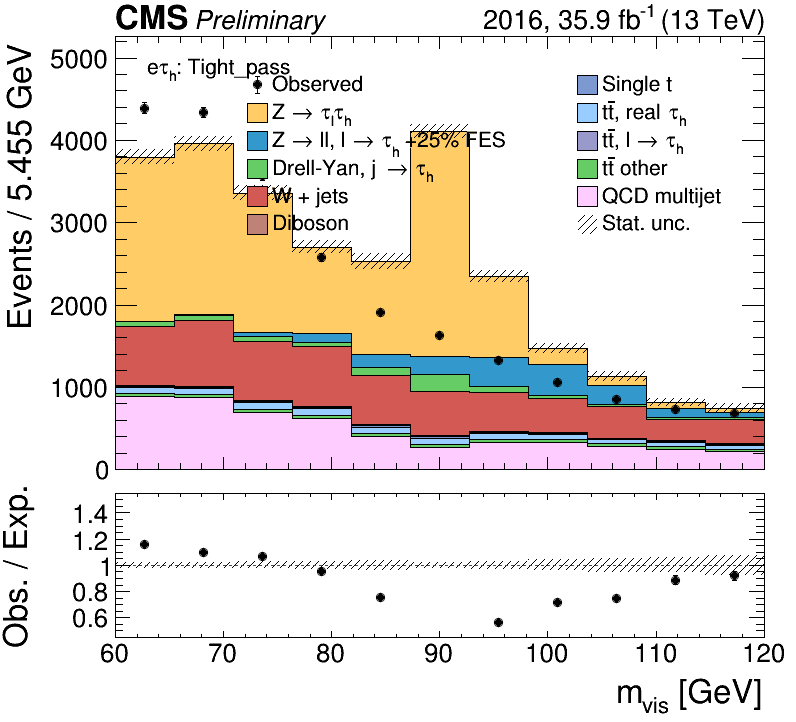 CMS Preliminary 2016, 35.9 fb⁻¹ (13 TeV)
eτₕ: Tight_pass
Observed
Z → τₗτₕ
Z → ll, l → τₕ +25% FES
Drell-Yan, j → τₕ
W + jets
Diboson
Single t
tt̄, real τₕ
tt̄, l → τₕ
tt̄ other
QCD multijet
Stat. unc.
Events / 5.455 GeV
5000
4000
3000
2000
1000
0
Obs. / Exp.
1.4
1.2
1
0.8
0.6
60 70 80 90 100 110 120
m_vis [GeV]